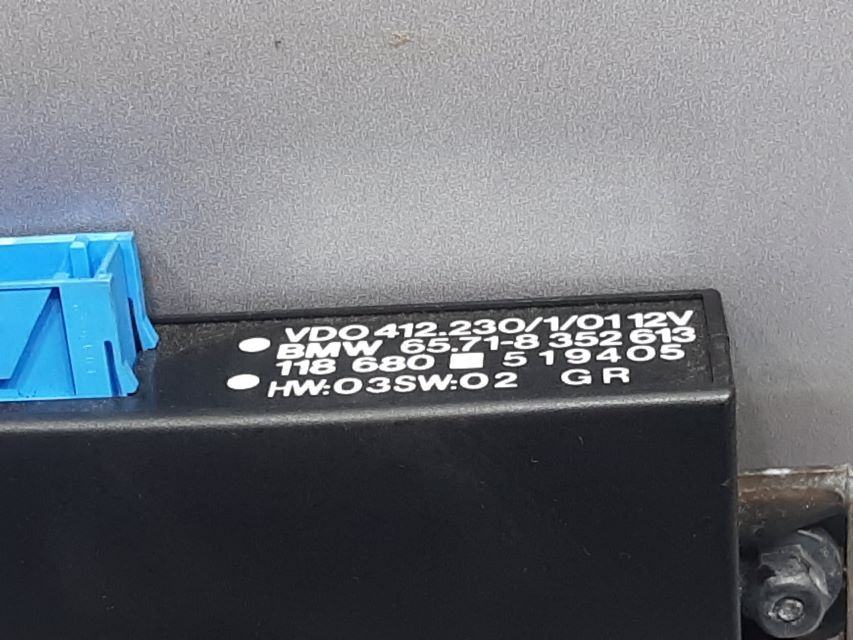 VDO 412.230/1/01 12V
BMW 65.71-8 352 613
118 680 519405
HW:03SW:02 GR